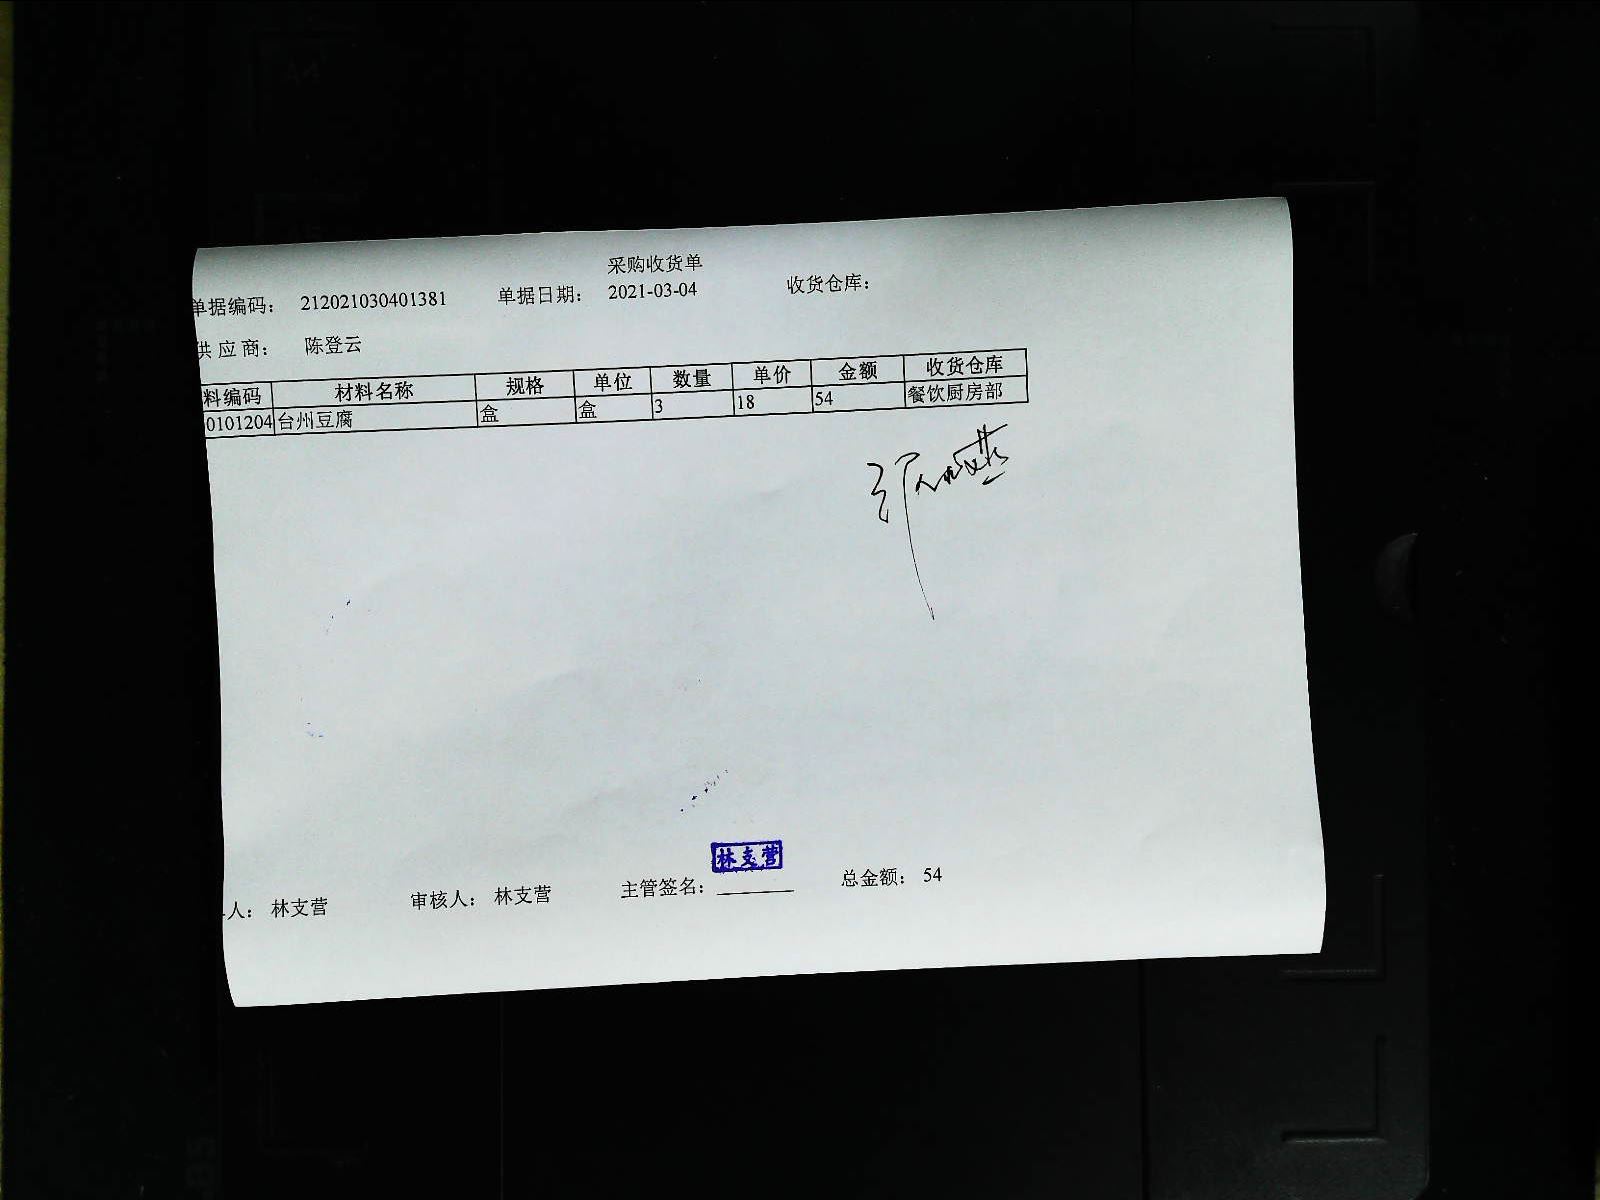 采购收货单
单据编码： 212021030401381 单据日期： 2021-03-04 收货仓库：
供应商： 陈登云
料编码 材料名称 规格 单位 数量 单价 金额 收货仓库
0101204 台州豆腐 盒 盒 3 18 54 餐饮厨房部
林支营
人： 林支营 审核人： 林支营 主管签名： 总金额： 54